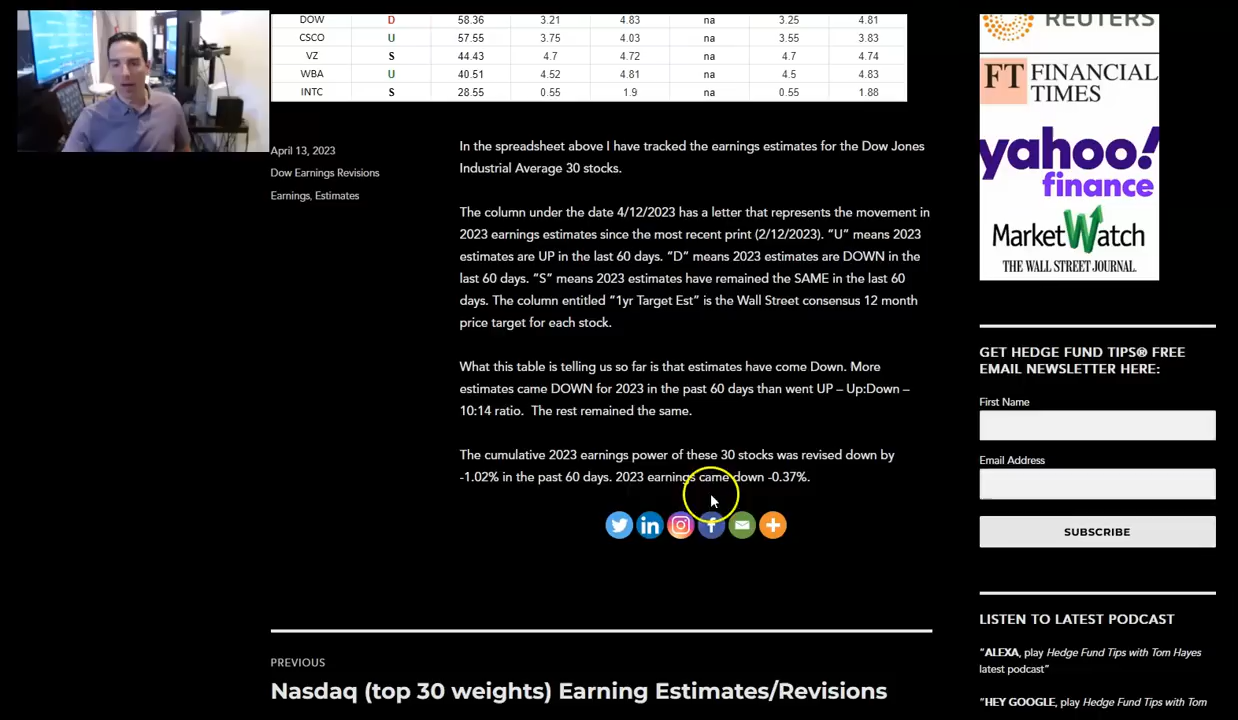 DOW D 58.36 3.21 4.83 na 3.25 4.81
CSCO U 57.55 3.75 4.03 na 3.55 3.83
VZ S 44.43 4.7 4.72 na 4.7 4.74
WBA U 40.51 4.52 4.81 na 4.5 4.83
INTC S 28.55 0.55 1.9 na 0.55 1.88
April 13, 2023
Dow Earnings Revisions
Earnings, Estimates
In the spreadsheet above I have tracked the earnings estimates for the Dow Jones
Industrial Average 30 stocks.
The column under the date 4/12/2023 has a letter that represents the movement in
2023 earnings estimates since the most recent print (2/12/2023). “U” means 2023
estimates are UP in the last 60 days. “D” means 2023 estimates are DOWN in the
last 60 days. “S” means 2023 estimates have remained the SAME in the last 60
days. The column entitled “1yr Target Est” is the Wall Street consensus 12 month
price target for each stock.
What this table is telling us so far is that estimates have come Down. More
estimates came DOWN for 2023 in the past 60 days than went UP – Up:Down –
10:14 ratio. The rest remained the same.
The cumulative 2023 earnings power of these 30 stocks was revised down by
-1.02% in the past 60 days. 2023 earnings came down -0.37%.
in
f
PREVIOUS
Nasdaq (top 30 weights) Earning Estimates/Revisions
REUTERS
FT FINANCIAL
TIMES
yahoo!
finance
MarketWatch
THE WALL STREET JOURNAL.
GET HEDGE FUND TIPS® FREE
EMAIL NEWSLETTER HERE:
First Name
Email Address
SUBSCRIBE
LISTEN TO LATEST PODCAST
“ALEXA, play Hedge Fund Tips with Tom Hayes
latest podcast”
“HEY GOOGLE, play Hedge Fund Tips with Tom